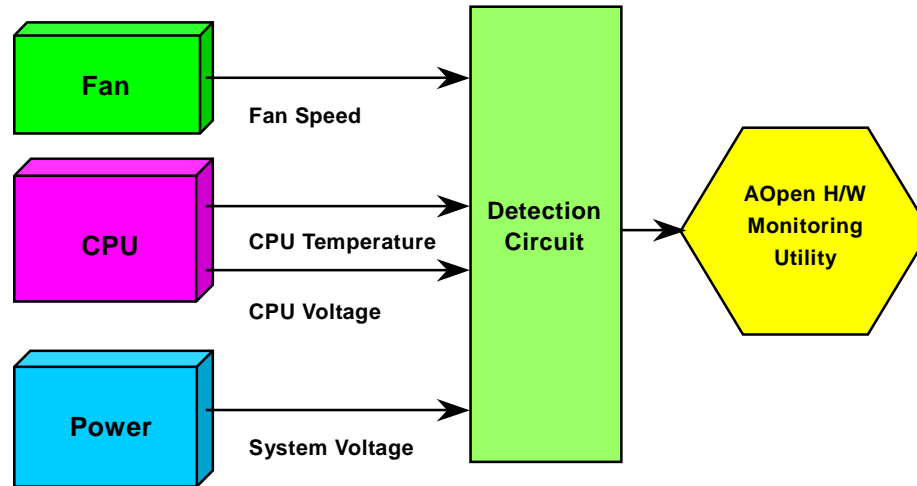 Fan
Fan Speed
CPU
CPU Temperature
CPU Voltage
Power
System Voltage
Detection
Circuit
AOpen H/W
Monitoring
Utility